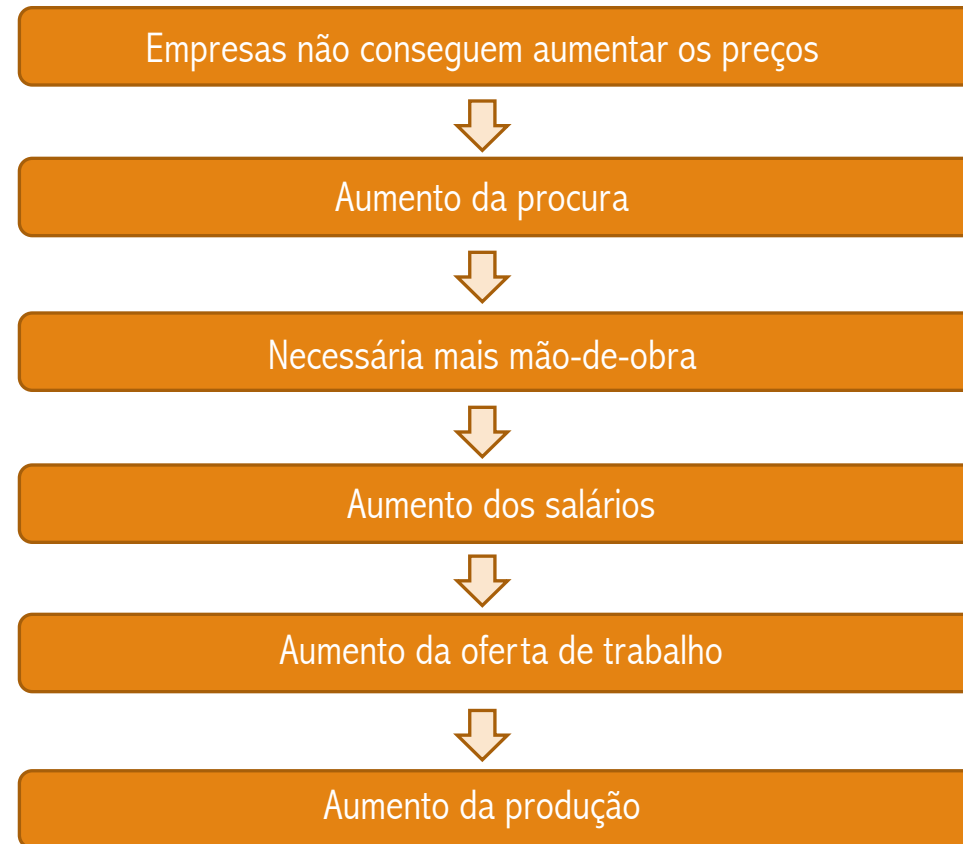 Empresas não conseguem aumentar os preços
Aumento da procura
Necessária mais mão-de-obra
Aumento dos salários
Aumento da oferta de trabalho
Aumento da produção